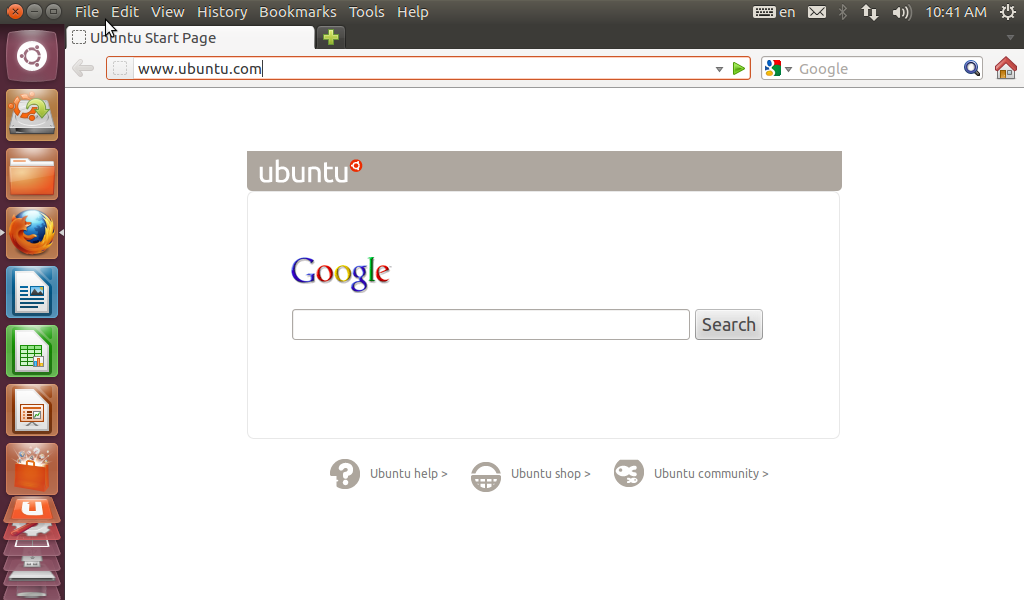 File Edit View History Bookmarks Tools Help en 10:41 AM
Ubuntu Start Page
www.ubuntu.com Google
ubuntu
Google
Search
Ubuntu help > Ubuntu shop > Ubuntu community >